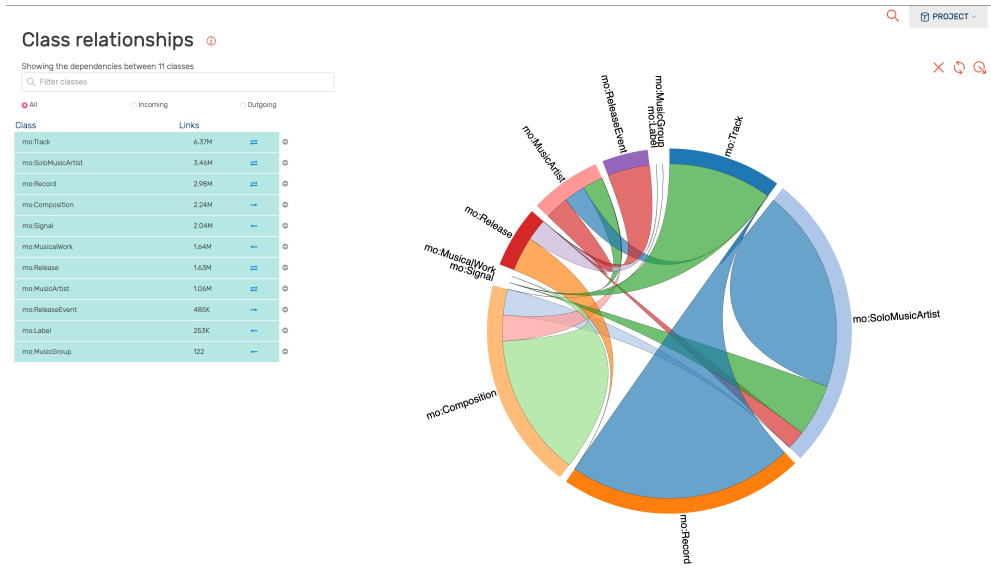 PROJECT
Class relationships
Showing the dependencies between 11 classes
Filter classes
All Incoming Outgoing
Class Links
mo:Track 6.37M
mo:SoloMusicArtist 3.46M
mo:Record 2.98M
mo:Composition 2.24M
mo:Signal 2.04M
mo:MusicalWork 1.64M
mo:Release 1.63M
mo:MusicArtist 1.06M
mo:ReleaseEvent 485K
mo:Label 253K
mo:MusicGroup 122
mo:MusicGroup
mo:Label
mo:ReleaseEvent
mo:Track
mo:MusicArtist
mo:Release
mo:MusicalWork
mo:Signal
mo:SoloMusicArtist
mo:Composition
mo:Record